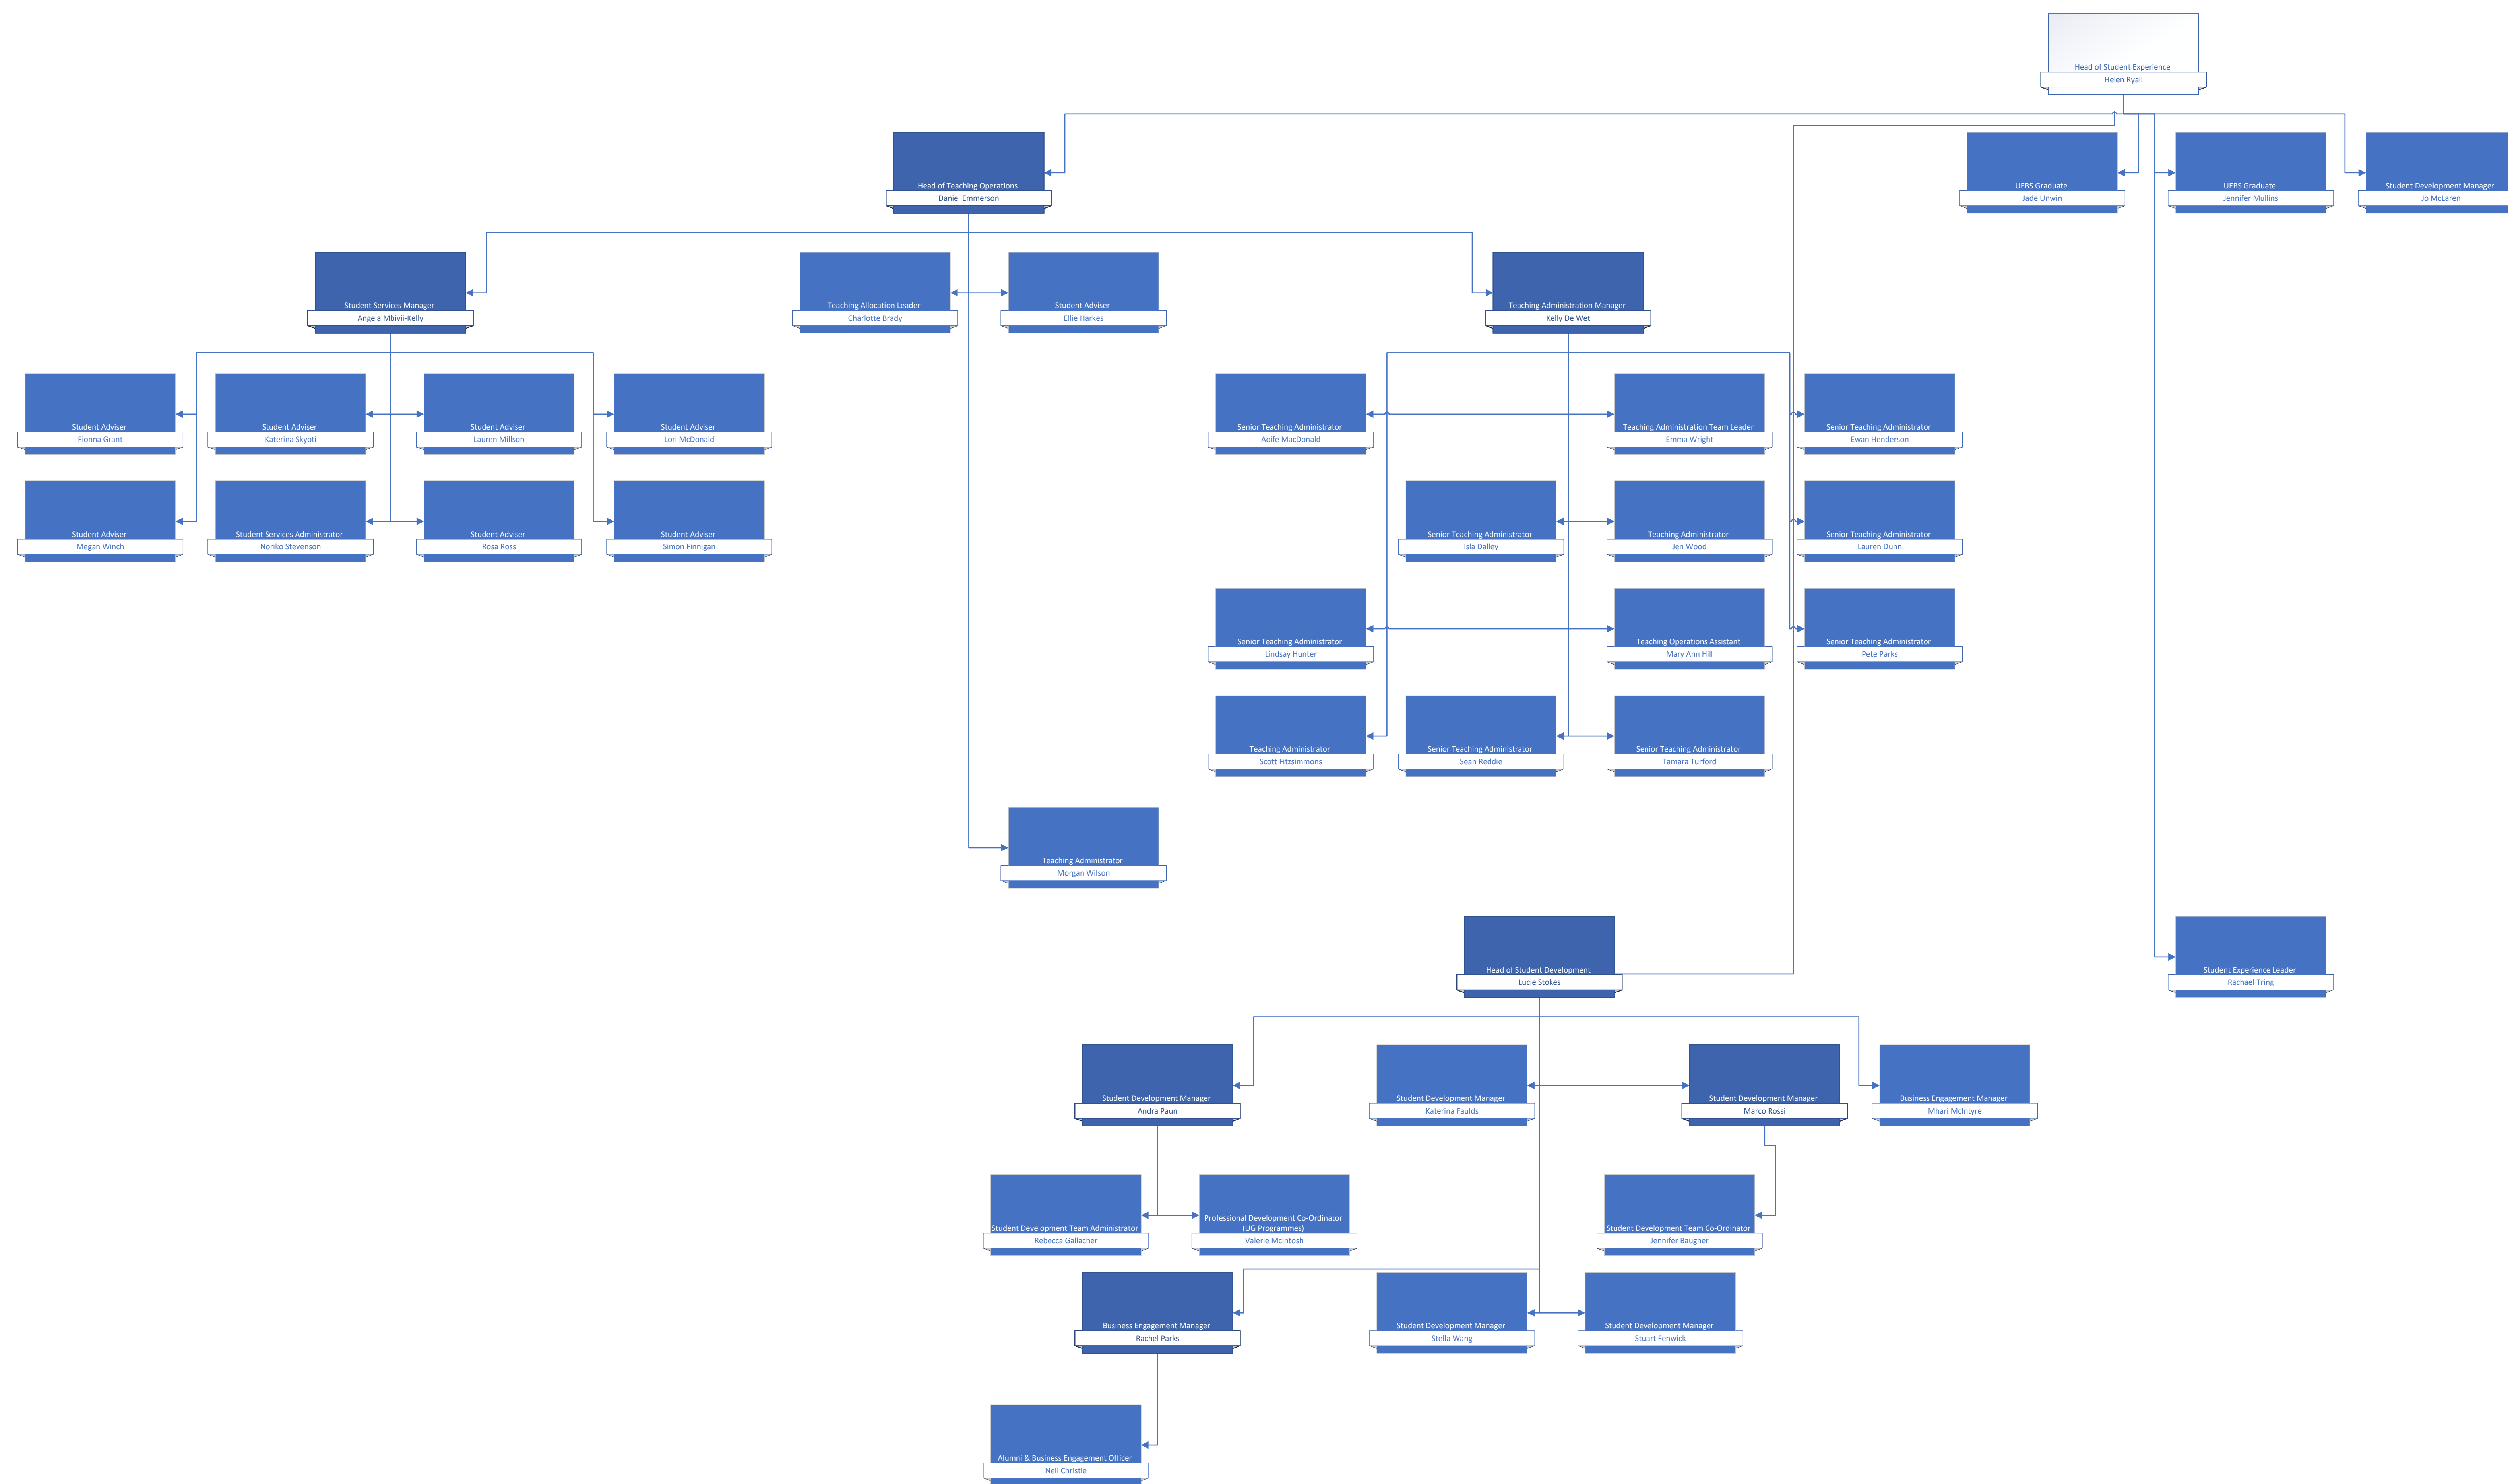 Head of Student Experience
Helen Ryall
Head of Teaching Operations
Daniel Emmerson
UEBS Graduate
Jade Unwin
UEBS Graduate
Jennifer Mullins
Student Development Manager
Jo McLaren
Student Services Manager
Angela Mbivii-Kelly
Teaching Allocation Leader
Charlotte Brady
Student Adviser
Ellie Harkes
Teaching Administration Manager
Kelly De Wet
Student Adviser
Fionna Grant
Student Adviser
Katerina Skyoti
Student Adviser
Lauren Millson
Student Adviser
Lori McDonald
Senior Teaching Administrator
Aoife MacDonald
Teaching Administration Team Leader
Emma Wright
Senior Teaching Administrator
Ewan Henderson
Student Adviser
Megan Winch
Student Services Administrator
Noriko Stevenson
Student Adviser
Rosa Ross
Student Adviser
Simon Finnigan
Senior Teaching Administrator
Isla Dalley
Teaching Administrator
Jen Wood
Senior Teaching Administrator
Lauren Dunn
Senior Teaching Administrator
Lindsay Hunter
Teaching Operations Assistant
Mary Ann Hill
Senior Teaching Administrator
Pete Parks
Teaching Administrator
Scott Fitzsimmons
Senior Teaching Administrator
Sean Reddie
Senior Teaching Administrator
Tamara Turford
Teaching Administrator
Morgan Wilson
Head of Student Development
Lucie Stokes
Student Experience Leader
Rachael Tring
Student Development Manager
Andra Paun
Student Development Manager
Katerina Faulds
Student Development Manager
Marco Rossi
Business Engagement Manager
Mhari McIntyre
Student Development Team Administrator
Rebecca Gallacher
Professional Development Co-Ordinator
(UG Programmes)
Valerie McIntosh
Student Development Team Co-Ordinator
Jennifer Baugher
Business Engagement Manager
Rachel Parks
Student Development Manager
Stella Wang
Student Development Manager
Stuart Fenwick
Alumni & Business Engagement Officer
Neil Christie